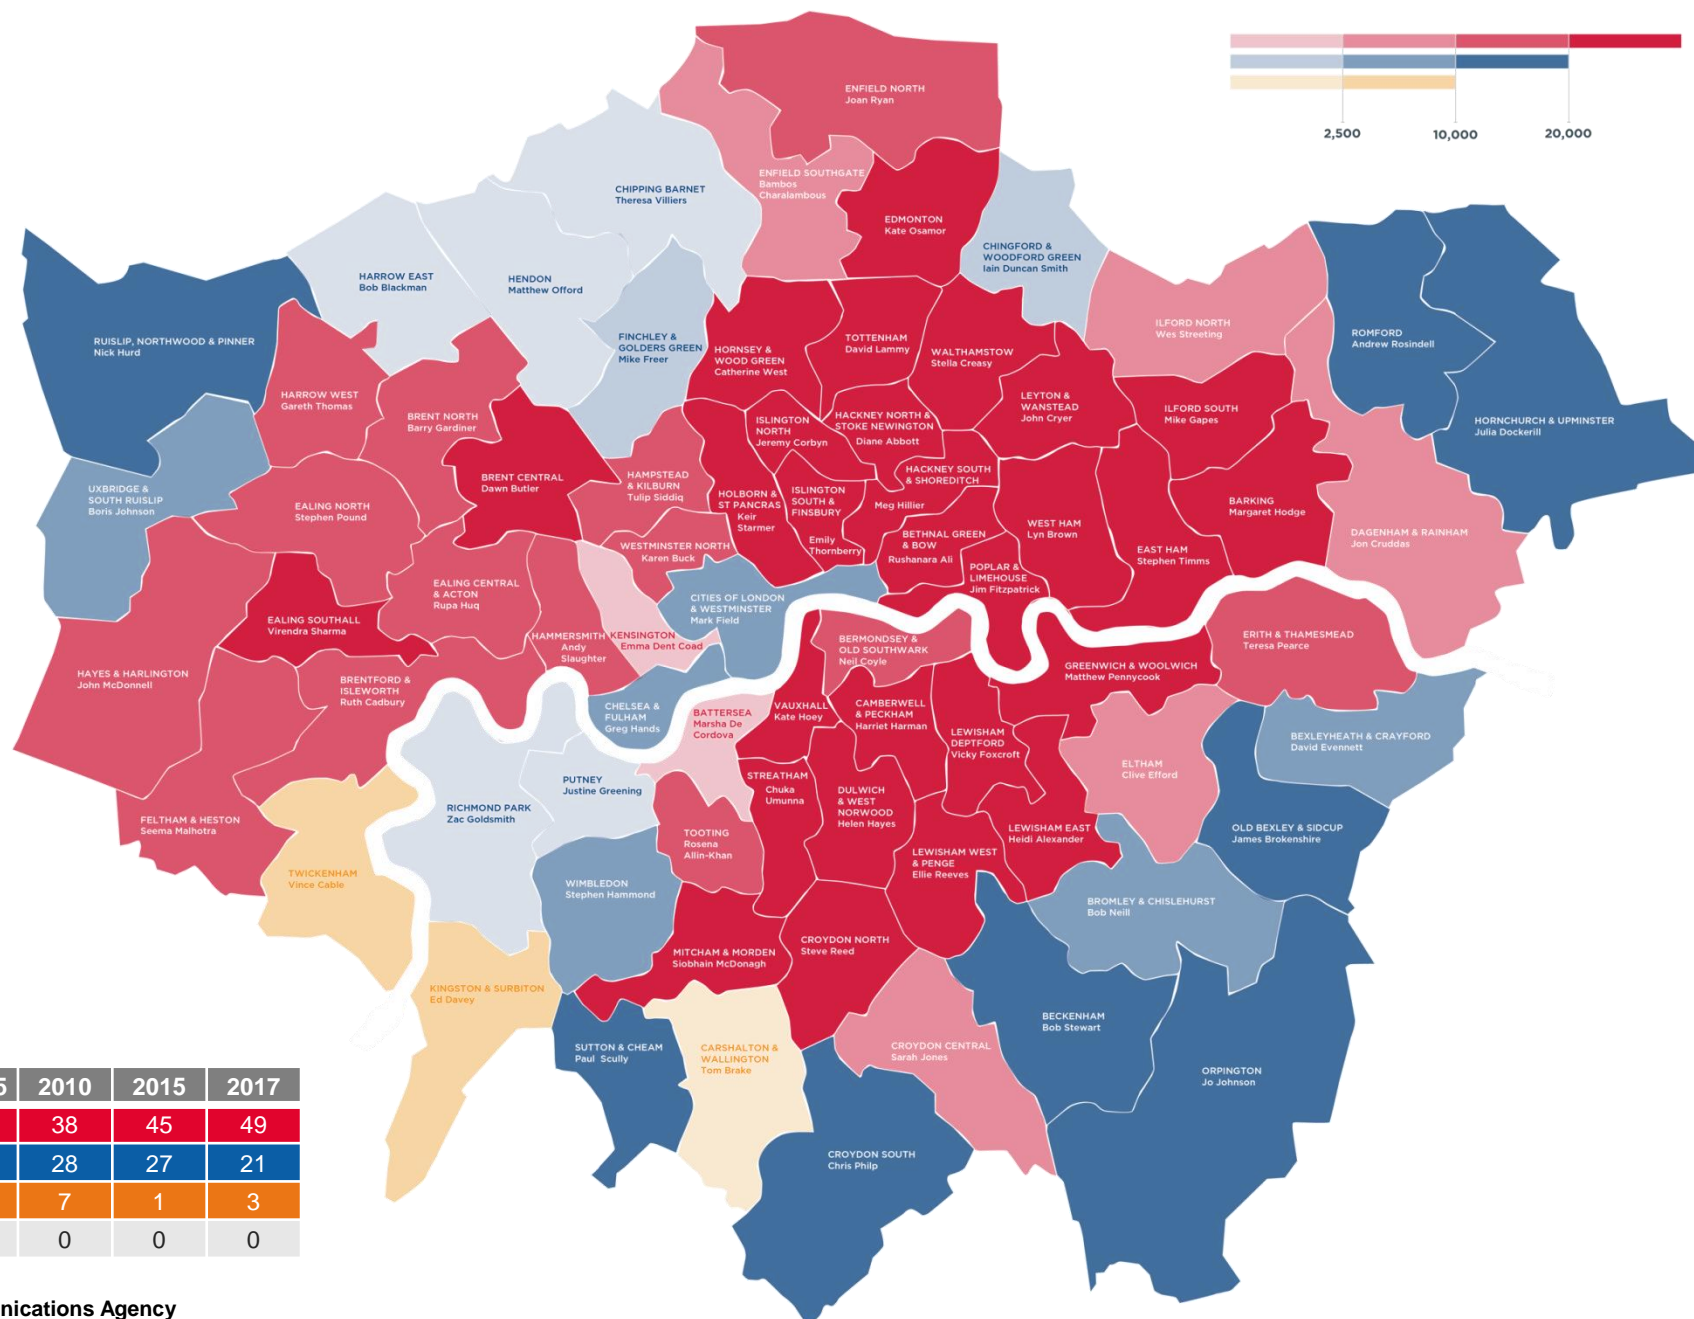 2,500
10,000
20,000
ENFIELD NORTH
Joan Ryan
ENFIELD SOUTHGATE
Bambos
Charalambous
CHIPPING BARNET
Theresa Villiers
EDMONTON
Kate Osamor
CHINGFORD &
WOODFORD GREEN
Iain Duncan Smith
HARROW EAST
Bob Blackman
HENDON
Matthew Offord
RUISLIP, NORTHWOOD & PINNER
Nick Hurd
FINCHLEY &
GOLDERS GREEN
Mike Freer
HORNSEY &
WOOD GREEN
Catherine West
TOTTENHAM
David Lammy
WALTHAMSTOW
Stella Creasy
ILFORD NORTH
Wes Streeting
ROMFORD
Andrew Rosindell
HARROW WEST
Gareth Thomas
BRENT NORTH
Barry Gardiner
LEYTON &
WANSTEAD
John Cryer
ILFORD SOUTH
Mike Gapes
HORNCHURCH & UPMINSTER
Julia Dockerill
ISLINGTON
NORTH
Jeremy Corbyn
HACKNEY NORTH &
STOKE NEWINGTON
Diane Abbott
UXBRIDGE &
SOUTH RUISLIP
Boris Johnson
EALING NORTH
Stephen Pound
BRENT CENTRAL
Dawn Butler
HAMPSTEAD
& KILBURN
Tulip Siddiq
HOLBORN &
ST PANCRAS
Keir
Starmer
ISLINGTON
SOUTH &
FINSBURY
Emily
Thornberry
HACKNEY SOUTH
& SHOREDITCH
Meg Hillier
BETHNAL GREEN
& BOW
Rushanara Ali
WEST HAM
Lyn Brown
BARKING
Margaret Hodge
EAST HAM
Stephen Timms
DAGENHAM & RAINHAM
Jon Cruddas
WESTMINSTER NORTH
Karen Buck
POPLAR &
LIMEHOUSE
Jim Fitzpatrick
EALING CENTRAL
& ACTON
Rupa Huq
CITIES OF LONDON
& WESTMINSTER
Mark Field
EALING SOUTHALL
Virendra Sharma
HAMMERSMITH
Andy
Slaughter
KENSINGTON
Emma Dent Coad
BERMONDSEY &
OLD SOUTHWARK
Neil Coyle
ERITH & THAMESMEAD
Teresa Pearce
HAYES & HARLINGTON
John McDonnell
BRENTFORD &
ISLEWORTH
Ruth Cadbury
GREENWICH & WOOLWICH
Matthew Pennycook
CHELSEA &
FULHAM
Greg Hands
BATTERSEA
Marsha De
Cordova
VAUXHALL
Kate Hoey
CAMBERWELL
& PECKHAM
Harriet Harman
LEWISHAM
DEPTFORD
Vicky Foxcroft
BEXLEYHEATH & CRAYFORD
David Evennett
ELTHAM
Clive Efford
PUTNEY
Justine Greening
STREATHAM
Chuka
Umunna
DULWICH
& WEST
NORWOOD
Helen Hayes
RICHMOND PARK
Zac Goldsmith
FELTHAM & HESTON
Seema Malhotra
TOOTING
Rosena
Allin-Khan
LEWISHAM EAST
Heidi Alexander
OLD BEXLEY & SIDCUP
James Brokenshire
LEWISHAM WEST
& PENGE
Ellie Reeves
TWICKENHAM
Vince Cable
WIMBLEDON
Stephen Hammond
BROMLEY & CHISLEHURST
Bob Neill
MITCHAM & MORDEN
Siobhain McDonagh
CROYDON NORTH
Steve Reed
KINGSTON & SURBITON
Ed Davey
BECKENHAM
Bob Stewart
SUTTON & CHEAM
Paul Scully
CARSHALTON &
WALLINGTON
Tom Brake
CROYDON CENTRAL
Sarah Jones
ORPINGTON
Jo Johnson
CROYDON SOUTH
Chris Philp
5 2010 2015 2017
38 45 49
28 27 21
7 1 3
0 0 0
nications Agency